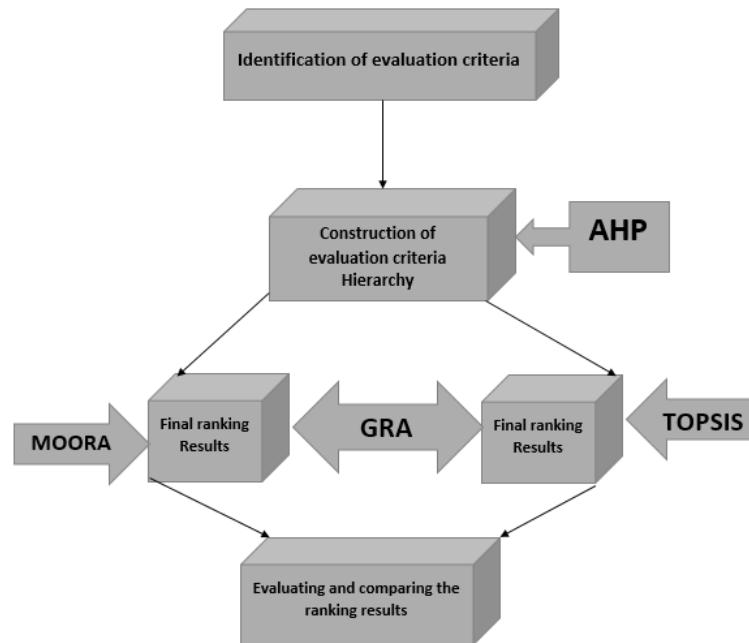 Identification of evaluation criteria
Construction of
evaluation criteria
Hierarchy
AHP
MOORA
Final ranking
Results
GRA
Final ranking
Results
TOPSIS
Evaluating and comparing the
ranking results